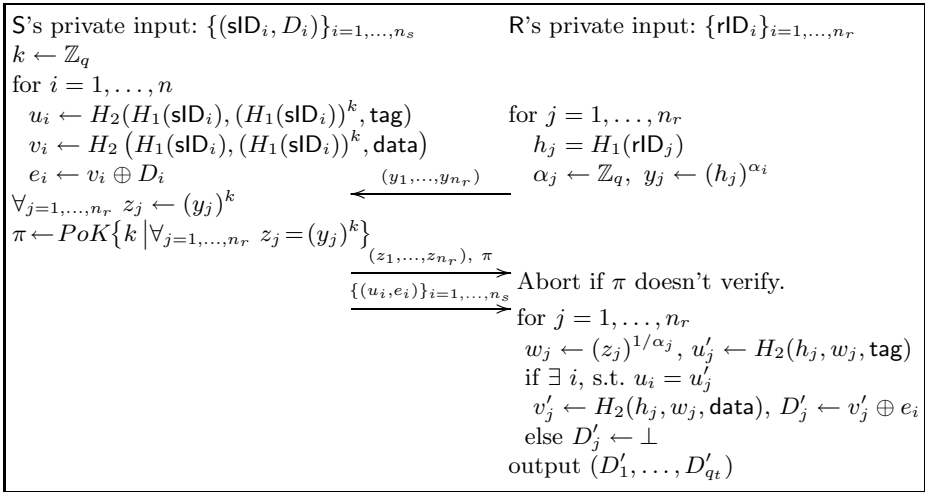 S's private input: {(sID_i, D_i)}_{i=1,...,n_s}
k ← ℤ_q
for i = 1, . . . , n
u_i ← H_2(H_1(sID_i), (H_1(sID_i))^k, tag)
v_i ← H_2 (H_1(sID_i), (H_1(sID_i))^k, data)
e_i ← v_i ⊕ D_i
R's private input: {rID_i}_{i=1,...,n_r}
for j = 1, . . . , n_r
h_j = H_1(rID_j)
α_j ← ℤ_q, y_j ← (h_j)^{α_i}
(y_1,...,y_{n_r})
∀_{j=1,...,n_r} z_j ← (y_j)^k
π ← PoK{k | ∀_{j=1,...,n_r} z_j = (y_j)^k}
(z_1,...,z_{n_r}), π
{(u_i,e_i)}_{i=1,...,n_s}
Abort if π doesn't verify.
for j = 1, . . . , n_r
w_j ← (z_j)^{1/α_j}, u'_j ← H_2(h_j, w_j, tag)
if ∃ i, s.t. u_i = u'_j
v'_j ← H_2(h_j, w_j, data), D'_j ← v'_j ⊕ e_i
else D'_j ← ⊥
output (D'_1, . . . , D'_{q_t})